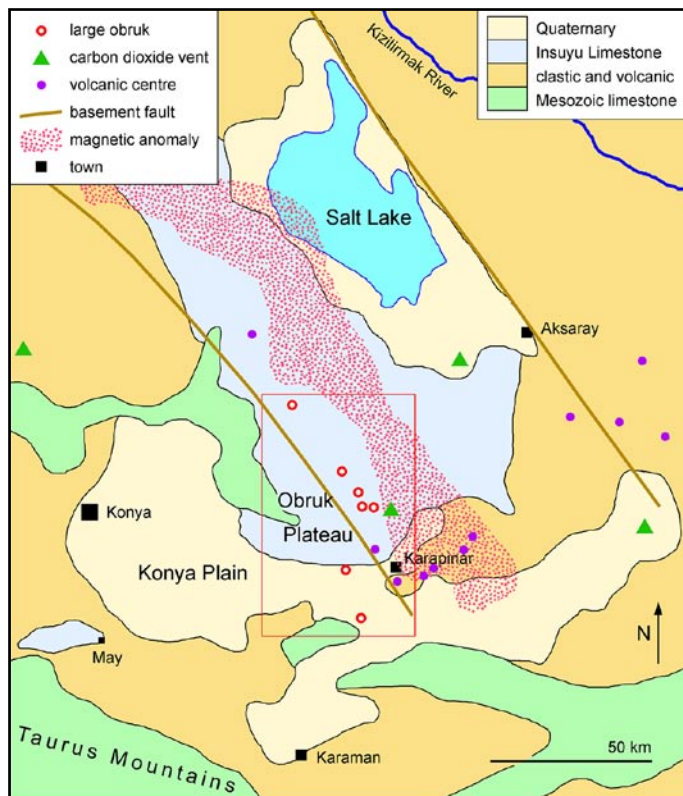 large obruk
carbon dioxide vent
volcanic centre
basement fault
magnetic anomaly
town
Quaternary
Insuyu Limestone
clastic and volcanic
Mesozoic limestone
Kizilirmak River
Salt Lake
Aksaray
Obruk
Plateau
Konya
Karapinar
Konya Plain
May
N
Taurus Mountains
Karaman
50 km